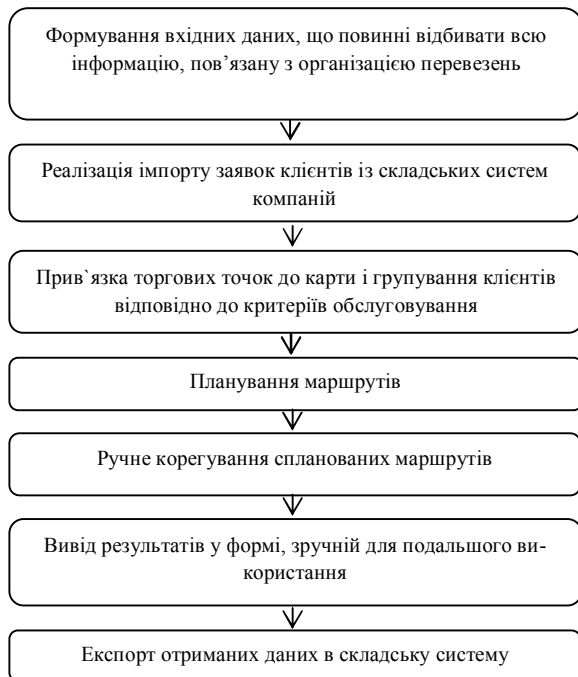 Формування вхідних даних, що повинні відбивати всю
інформацію, пов’язану з організацією перевезень
Реалізація імпорту заявок клієнтів із складських систем
компаній
Прив`язка торгових точок до карти і групування клієнтів
відповідно до критеріїв обслуговування
Планування маршрутів
Ручне корегування спланованих маршрутів
Вивід результатів у формі, зручній для подальшого ви-
користання
Експорт отриманих даних в складську систему